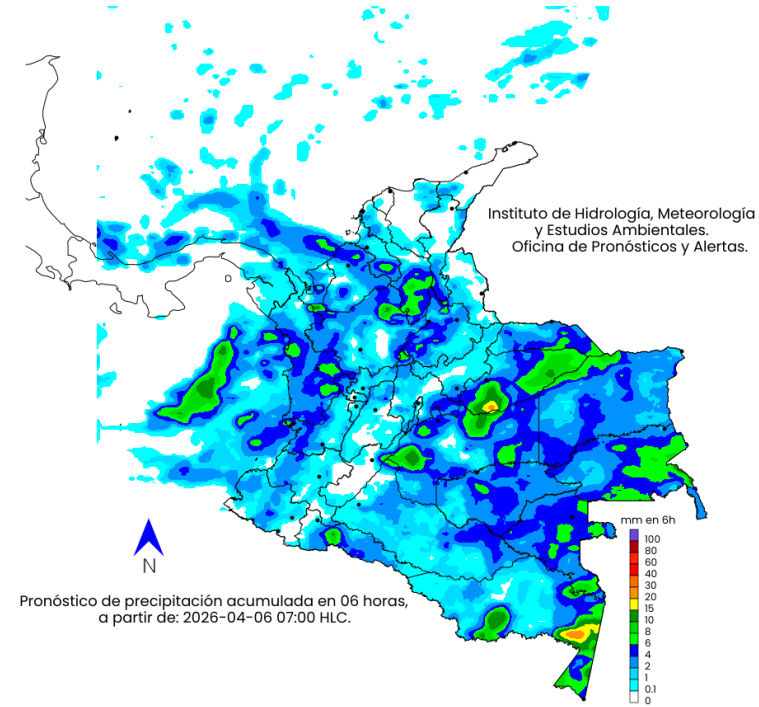 Instituto de Hidrología, Meteorología
y Estudios Ambientales.
Oficina de Pronósticos y Alertas.
N
Pronóstico de precipitación acumulada en 06 horas,
a partir de: 2026-04-06 07:00 HLC.
mm en 6h
100
80
60
40
30
20
15
10
8
6
4
2
1
0.1
0